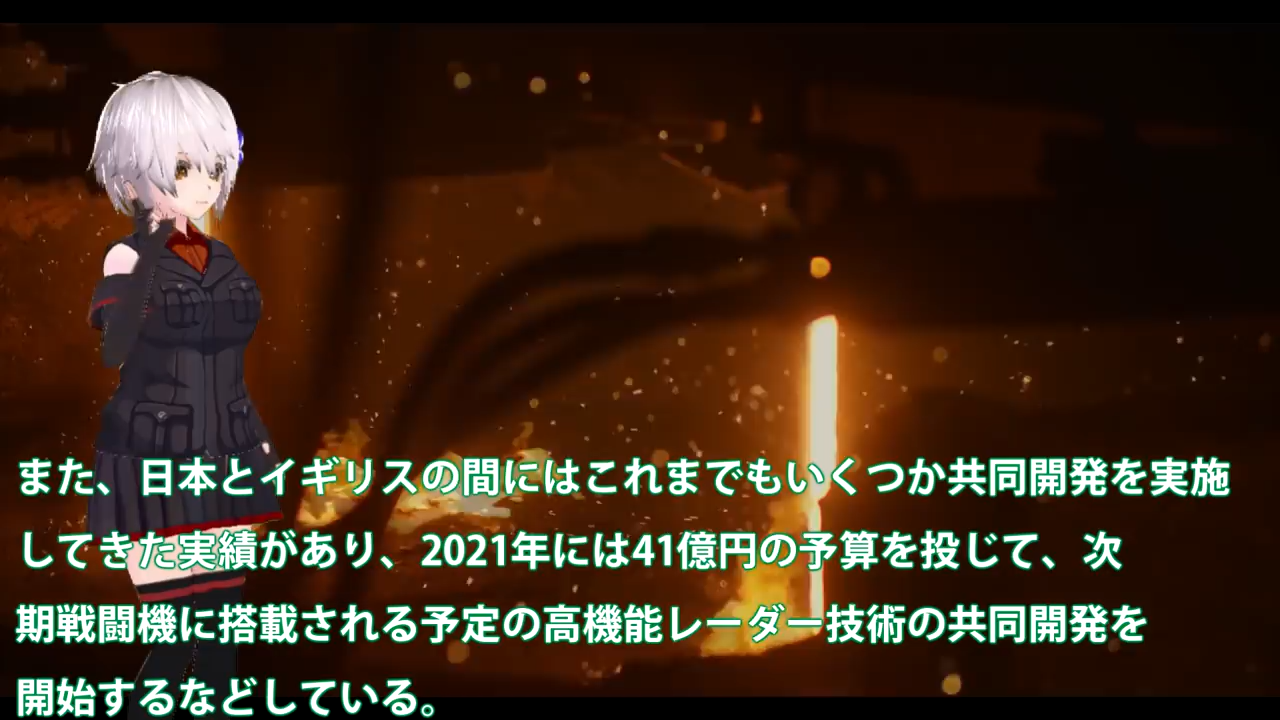 また、日本とイギリスの間にはこれまでもいくつか共同開発を実施
してきた実績があり、2021年には41億円の予算を投じて、次
期戦闘機に搭載される予定の高機能レーダー技術の共同開発を
開始するなどしている。